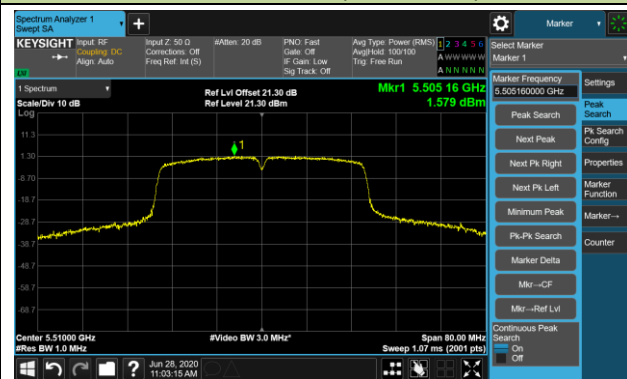 Spectrum Analyzer 1
Swept SA
+
Marker
KEYSIGHT
Input: RF
Coupling: DC
Align: Auto
Input Z: 50 Ω
Corrections: Off
Freq Ref: Int (S)
#Atten: 20 dB
PNO: Fast
Gate: Off
IF Gain: Low
Sig Track: Off
Avg Type: Power (RMS)
Avg|Hold: 100/100
Trig: Free Run
1 2 3 4 5 6
A W W W W W
A N N N N N
Select Marker
Marker 1
1 Spectrum
Scale/Div 10 dB
Log
Ref Lvl Offset 21.30 dB
Ref Level 21.30 dBm
Mkr1 5.505 16 GHz
1.579 dBm
11.3
1.30
-8.70
-18.7
-28.7
-38.7
-48.7
-58.7
-68.7
1
Center 5.51000 GHz
#Res BW 1.0 MHz
#Video BW 3.0 MHz*
Span 80.00 MHz
Sweep 1.07 ms (2001 pts)
Marker Frequency
5.505160000 GHz
Peak Search
Next Peak
Next Pk Right
Next Pk Left
Minimum Peak
Pk-Pk Search
Marker Delta
Mkr→CF
Mkr→Ref Lvl
Continuous Peak
Search
On
Off
Settings
Peak
Search
Pk Search
Config
Properties
Marker
Function
Marker→
Counter
?
Jun 28, 2020
11:03:15 AM